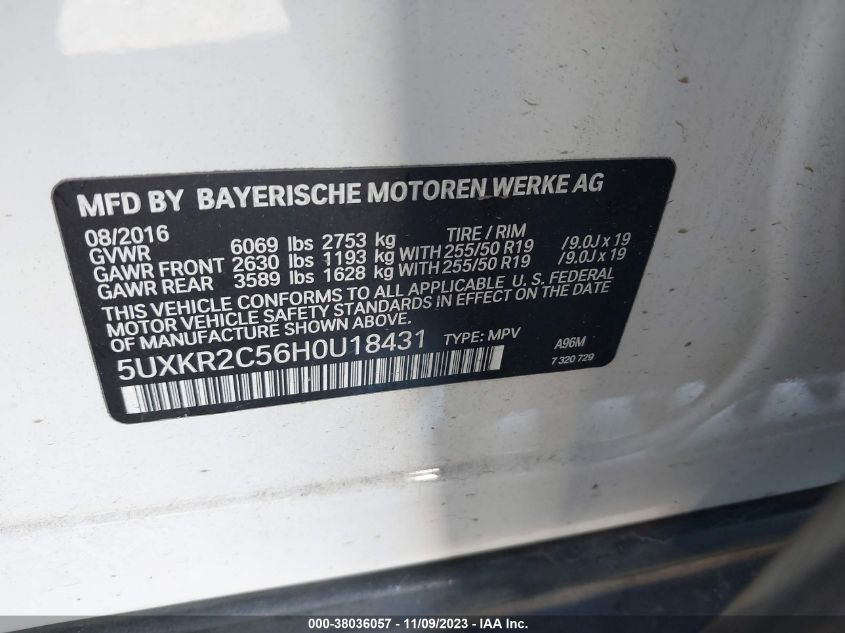 MFD BY BAYERISCHE MOTOREN WERKE AG
08/2016 TIRE / RIM
GVWR 6069 lbs 2753 kg
GAWR FRONT 2630 lbs 1193 kg WITH 255/50 R19 /9.0J x 19
GAWR REAR 3589 lbs 1628 kg WITH 255/50 R19 /9.0J x 19
THIS VEHICLE CONFORMS TO ALL APPLICABLE U. S. FEDERAL
MOTOR VEHICLE SAFETY STANDARDS IN EFFECT ON THE DATE
OF MANUFACTURE SHOWN ABOVE.
5UXKR2C56H0U18431 TYPE: MPV A96M
7 320 729
000-38036057 - 11/09/2023 - IAA Inc.